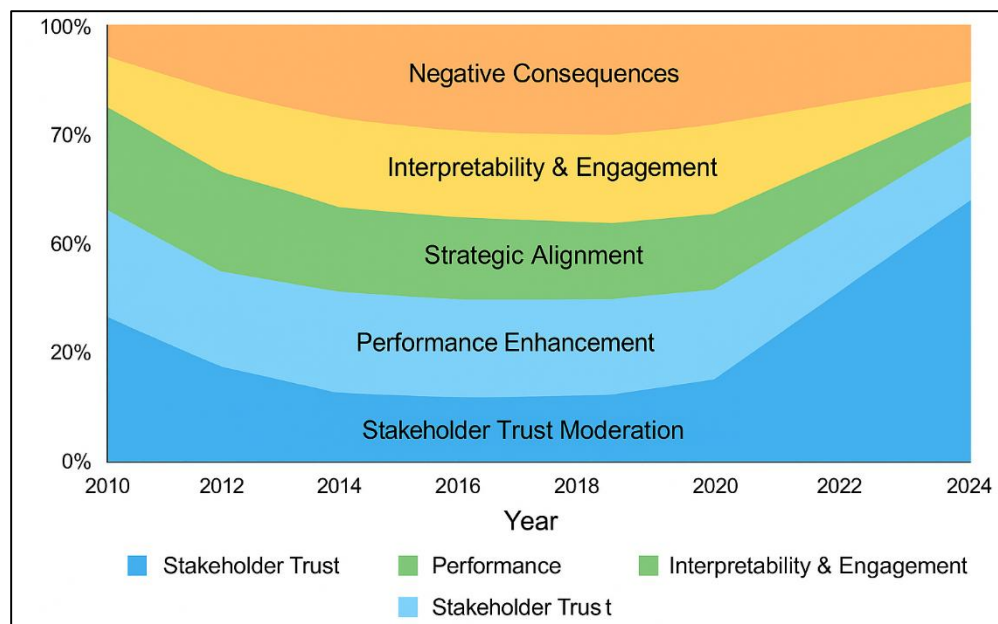 100%
Negative Consequences
70%
Interpretability & Engagement
60%
Strategic Alignment
20%
Performance Enhancement
Stakeholder Trust Moderation
0%
2010 2012 2014 2016 2018 2020 2022 2024
Year
Stakeholder Trust Performance Interpretability & Engagement
Stakeholder Trust